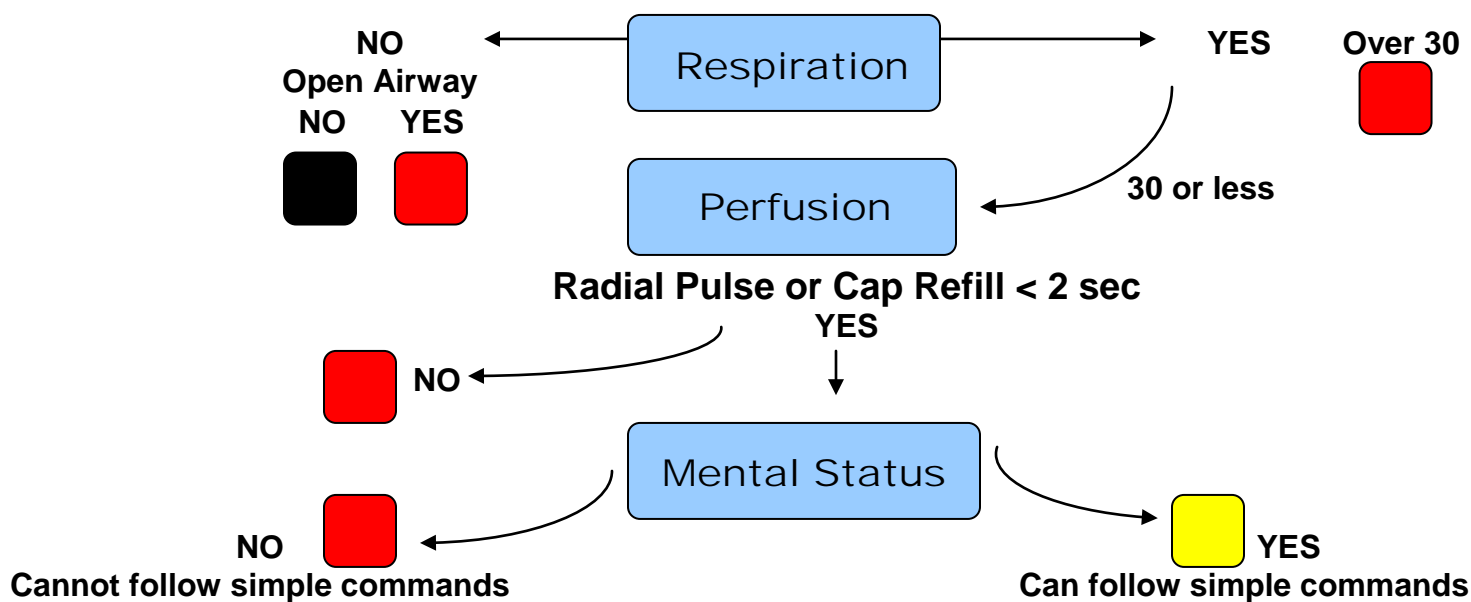 NO
Open Airway
NO YES
Respiration
YES
Over 30
30 or less
Perfusion
Radial Pulse or Cap Refill < 2 sec
YES
NO
Mental Status
NO
Cannot follow simple commands
YES
Can follow simple commands